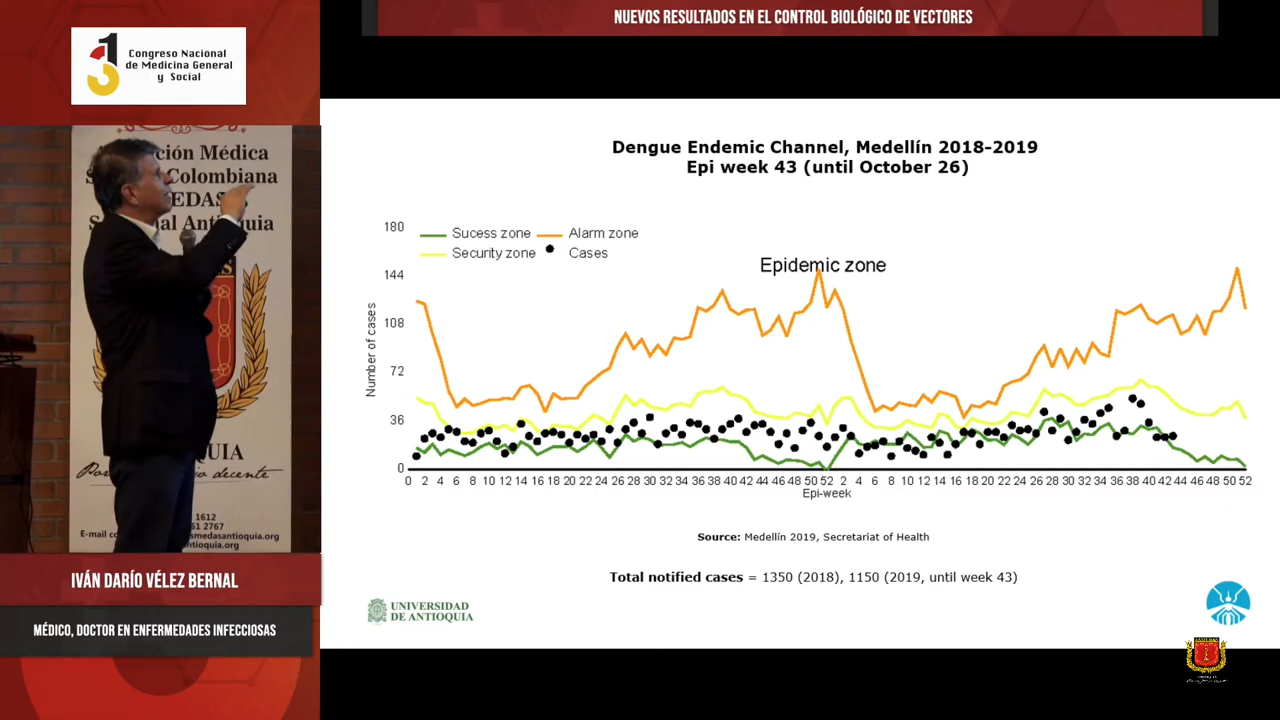 NUEVOS RESULTADOS EN EL CONTROL BIOLÓGICO DE VECTORES
Congreso Nacional
de Medicina General
y Social
ción Médica
Colombiana
EDAS
al Antioquia
QUIA
1612
61 2767
E-mail
smedasantioquia.org
tioquia.org
IVÁN DARÍO VÉLEZ BERNAL
MÉDICO, DOCTOR EN ENFERMEDADES INFECCIOSAS
Dengue Endemic Channel, Medellín 2018-2019
Epi week 43 (until October 26)
180
144
108
72
36
0
Number of cases
Sucess zone
Alarm zone
Security zone
Cases
Epidemic zone
0 2 4 6 8 10 12 14 16 18 20 22 24 26 28 30 32 34 36 38 40 42 44 46 48 50 52 2 4 6 8 10 12 14 16 18 20 22 24 26 28 30 32 34 36 38 40 42 44 46 48 50 52
Epi-week
Source: Medellín 2019, Secretariat of Health
Total notified cases = 1350 (2018), 1150 (2019, until week 43)
UNIVERSIDAD
DE ANTIOQUIA